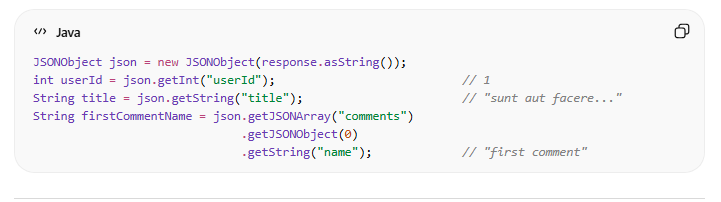 </> Java
JSONObject json = new JSONObject(response.asString());
int userId = json.getInt("userId");                         // 1
String title = json.getString("title");                     // "sunt aut facere..."
String firstCommentName = json.getJSONArray("comments")
                              .getJSONObject(0)
                              .getString("name");            // "first comment"